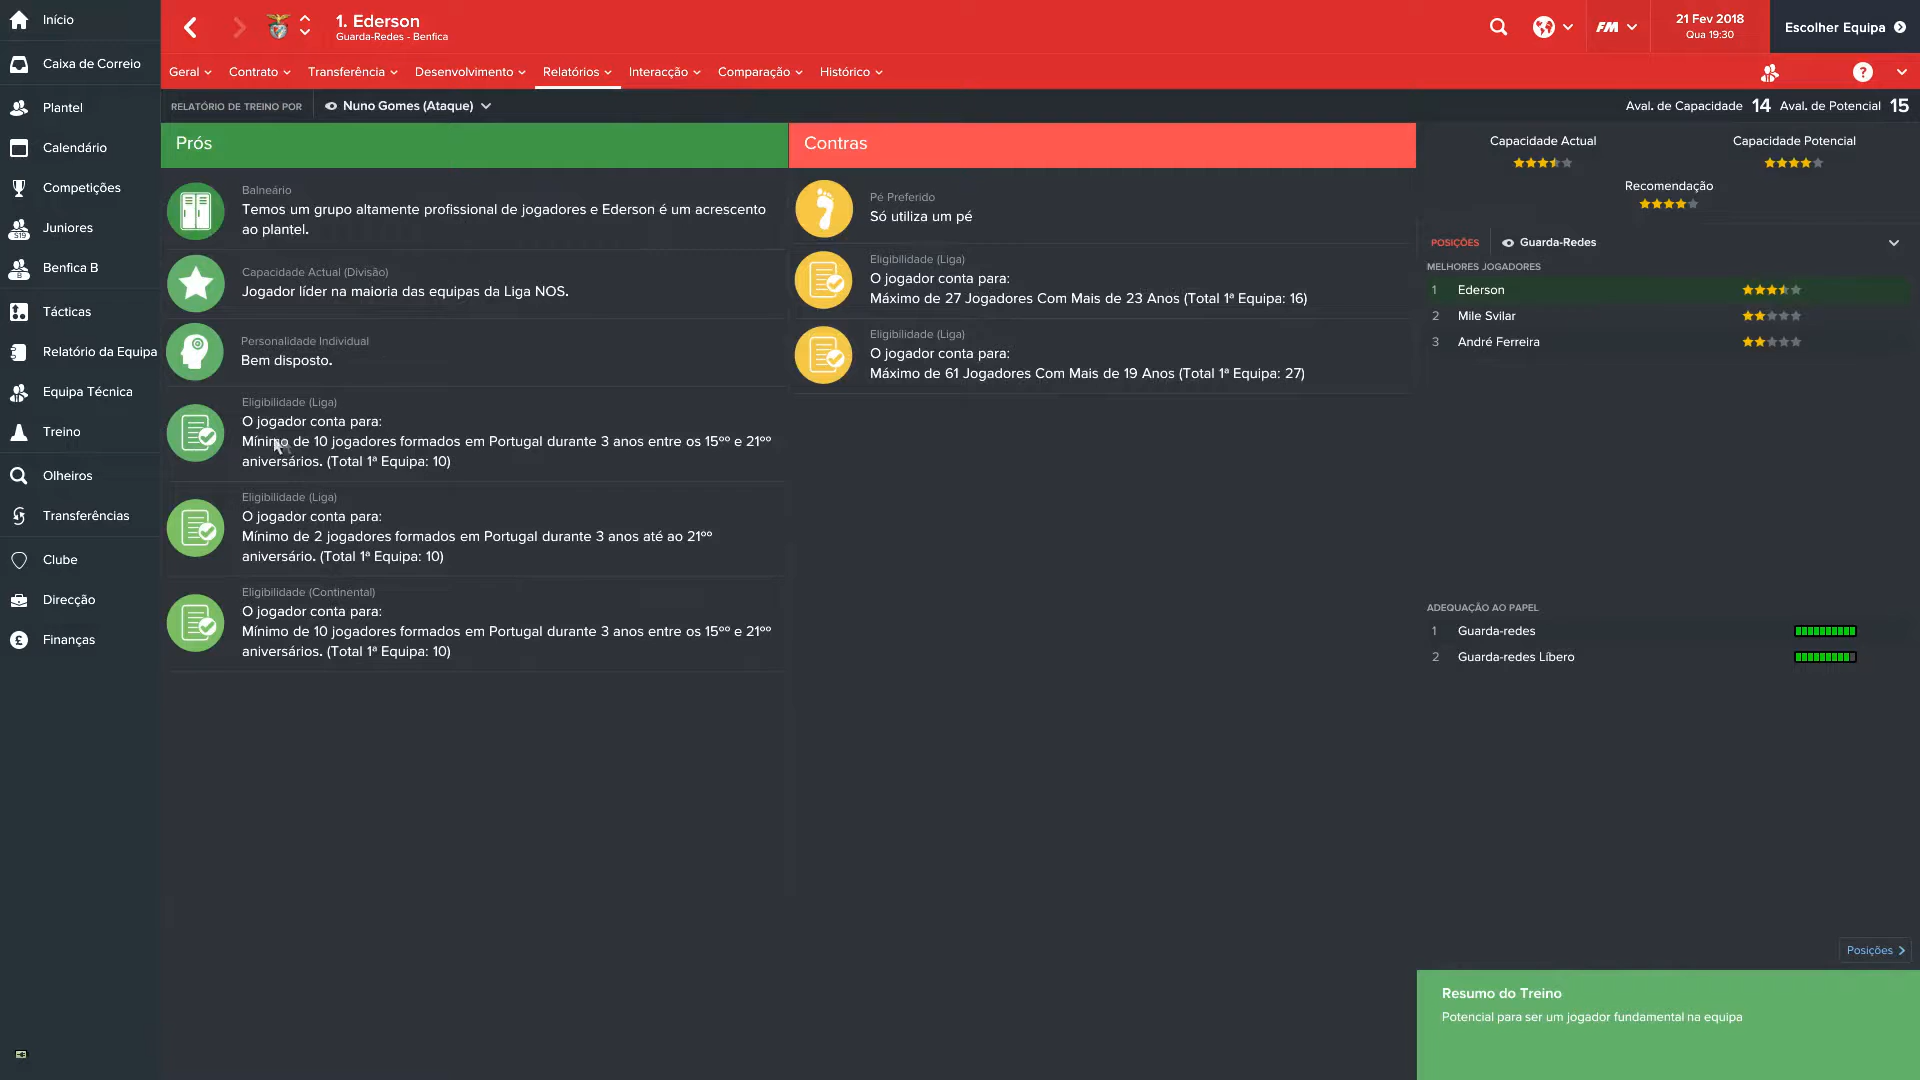 Início
Caixa de Correio
Plantel
Calendário
Competições
Juniores
Benfica B
Tácticas
Relatório da Equipa
Equipa Técnica
Treino
Olheiros
Transferências
Clube
Direcção
Finanças
1. Ederson
Guarda-Redes - Benfica
FM
21 Fev 2018
Qua 19:30
Escolher Equipa
Geral
Contrato
Transferência
Desenvolvimento
Relatórios
Interacção
Comparação
Histórico
?
RELATÓRIO DE TREINO POR
Nuno Gomes (Ataque)
Aval. de Capacidade 14 Aval. de Potencial 15
Prós
Balneário
Temos um grupo altamente profissional de jogadores e Ederson é um acrescento
ao plantel.
Capacidade Actual (Divisão)
Jogador líder na maioria das equipas da Liga NOS.
Personalidade Individual
Bem disposto.
Eligibilidade (Liga)
O jogador conta para:
Mínimo de 10 jogadores formados em Portugal durante 3 anos entre os 15ºº e 21ºº
aniversários. (Total 1ª Equipa: 10)
Eligibilidade (Liga)
O jogador conta para:
Mínimo de 2 jogadores formados em Portugal durante 3 anos até ao 21ºº
aniversário. (Total 1ª Equipa: 10)
Eligibilidade (Continental)
O jogador conta para:
Mínimo de 10 jogadores formados em Portugal durante 3 anos entre os 15ºº e 21ºº
aniversários. (Total 1ª Equipa: 10)
Contras
Pé Preferido
Só utiliza um pé
Eligibilidade (Liga)
O jogador conta para:
Máximo de 27 Jogadores Com Mais de 23 Anos (Total 1ª Equipa: 16)
Eligibilidade (Liga)
O jogador conta para:
Máximo de 61 Jogadores Com Mais de 19 Anos (Total 1ª Equipa: 27)
Capacidade Actual
Capacidade Potencial
Recomendação
POSIÇÕES
Guarda-Redes
MELHORES JOGADORES
1 Ederson
2 Mile Svilar
3 André Ferreira
ADEQUAÇÃO AO PAPEL
1 Guarda-redes
2 Guarda-redes Líbero
Posições
Resumo do Treino
Potencial para ser um jogador fundamental na equipa